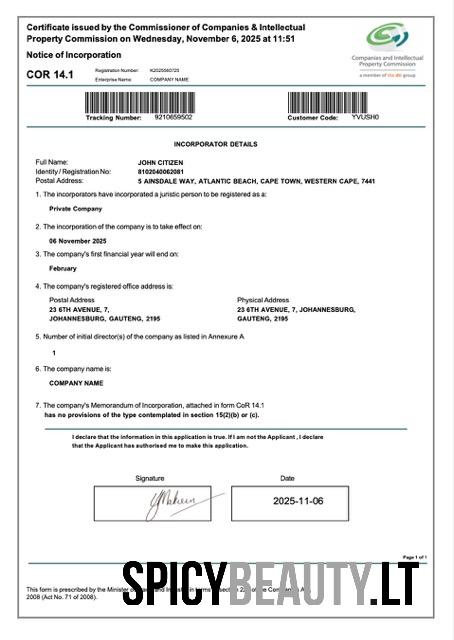 Certificate issued by the Commissioner of Companies & Intellectual
Property Commission on Wednesday, November 6, 2025 at 11:51
Notice of Incorporation
COR 14.1
Registration Number: K2025560725
Enterprise Name: COMPANY NAME
Companies and Intellectual
Property Commission
a member of the dti group
Tracking Number: 9210659502
Customer Code: YVUSH0
INCORPORATOR DETAILS
Full Name: JOHN CITIZEN
Identity / Registration No: 8102040062081
Postal Address: 5 AINSDALE WAY, ATLANTIC BEACH, CAPE TOWN, WESTERN CAPE, 7441
1. The incorporators have incorporated a juristic person to be registered as a:
Private Company
2. The incorporation of the company is to take effect on:
06 November 2025
3. The company's first financial year will end on:
February
4. The company's registered office address is:
Postal Address
23 6TH AVENUE, 7,
JOHANNESBURG, GAUTENG, 2195
Physical Address
23 6TH AVENUE, 7, JOHANNESBURG,
GAUTENG, 2195
5. Number of initial director(s) of the company as listed in Annexure A
1
6. The company name is:
COMPANY NAME
7. The company's Memorandum of Incorporation, attached in form CoR 14.1
has no provisions of the type contemplated in section 15(2)(b) or (c).
I declare that the information in this application is true. If I am not the Applicant , I declare
that the Applicant has authorised me to make this application.
Signature
Date
2025-11-06
Page 1 of 1
SPICYBEAUTY.LT
This form is prescribed by the Minister of
2008 (Act No. 71 of 2008).